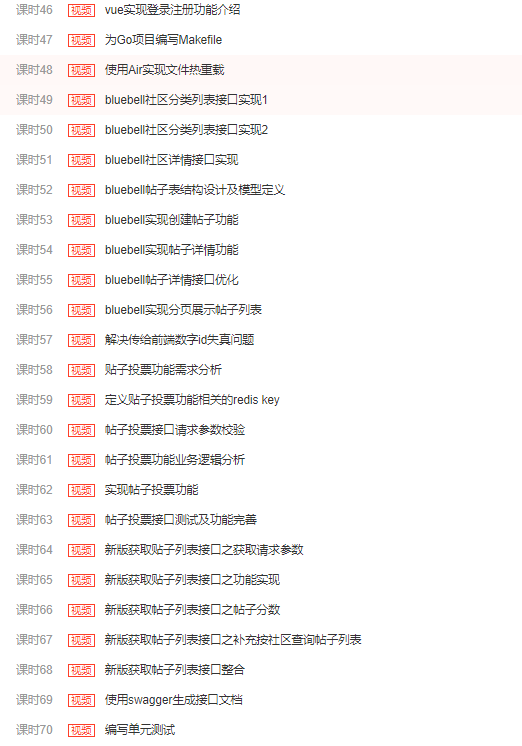 课时46 视频 vue实现登录注册功能介绍
课时47 视频 为Go项目编写Makefile
课时48 视频 使用Air实现文件热重载
课时49 视频 bluebell社区分类列表接口实现1
课时50 视频 bluebell社区分类列表接口实现2
课时51 视频 bluebell社区详情接口实现
课时52 视频 bluebell帖子表结构设计及模型定义
课时53 视频 bluebell实现创建帖子功能
课时54 视频 bluebell实现帖子详情功能
课时55 视频 bluebell帖子详情接口优化
课时56 视频 bluebell实现分页展示帖子列表
课时57 视频 解决传给前端数字id失真问题
课时58 视频 贴子投票功能需求分析
课时59 视频 定义贴子投票功能相关的redis key
课时60 视频 帖子投票接口请求参数校验
课时61 视频 帖子投票功能业务逻辑分析
课时62 视频 实现帖子投票功能
课时63 视频 帖子投票接口测试及功能完善
课时64 视频 新版获取贴子列表接口之获取请求参数
课时65 视频 新版获取贴子列表接口之功能实现
课时66 视频 新版获取帖子列表接口之帖子分数
课时67 视频 新版获取帖子列表接口之补充按社区查询帖子列表
课时68 视频 新版获取帖子列表接口整合
课时69 视频 使用swagger生成接口文档
课时70 视频 编写单元测试